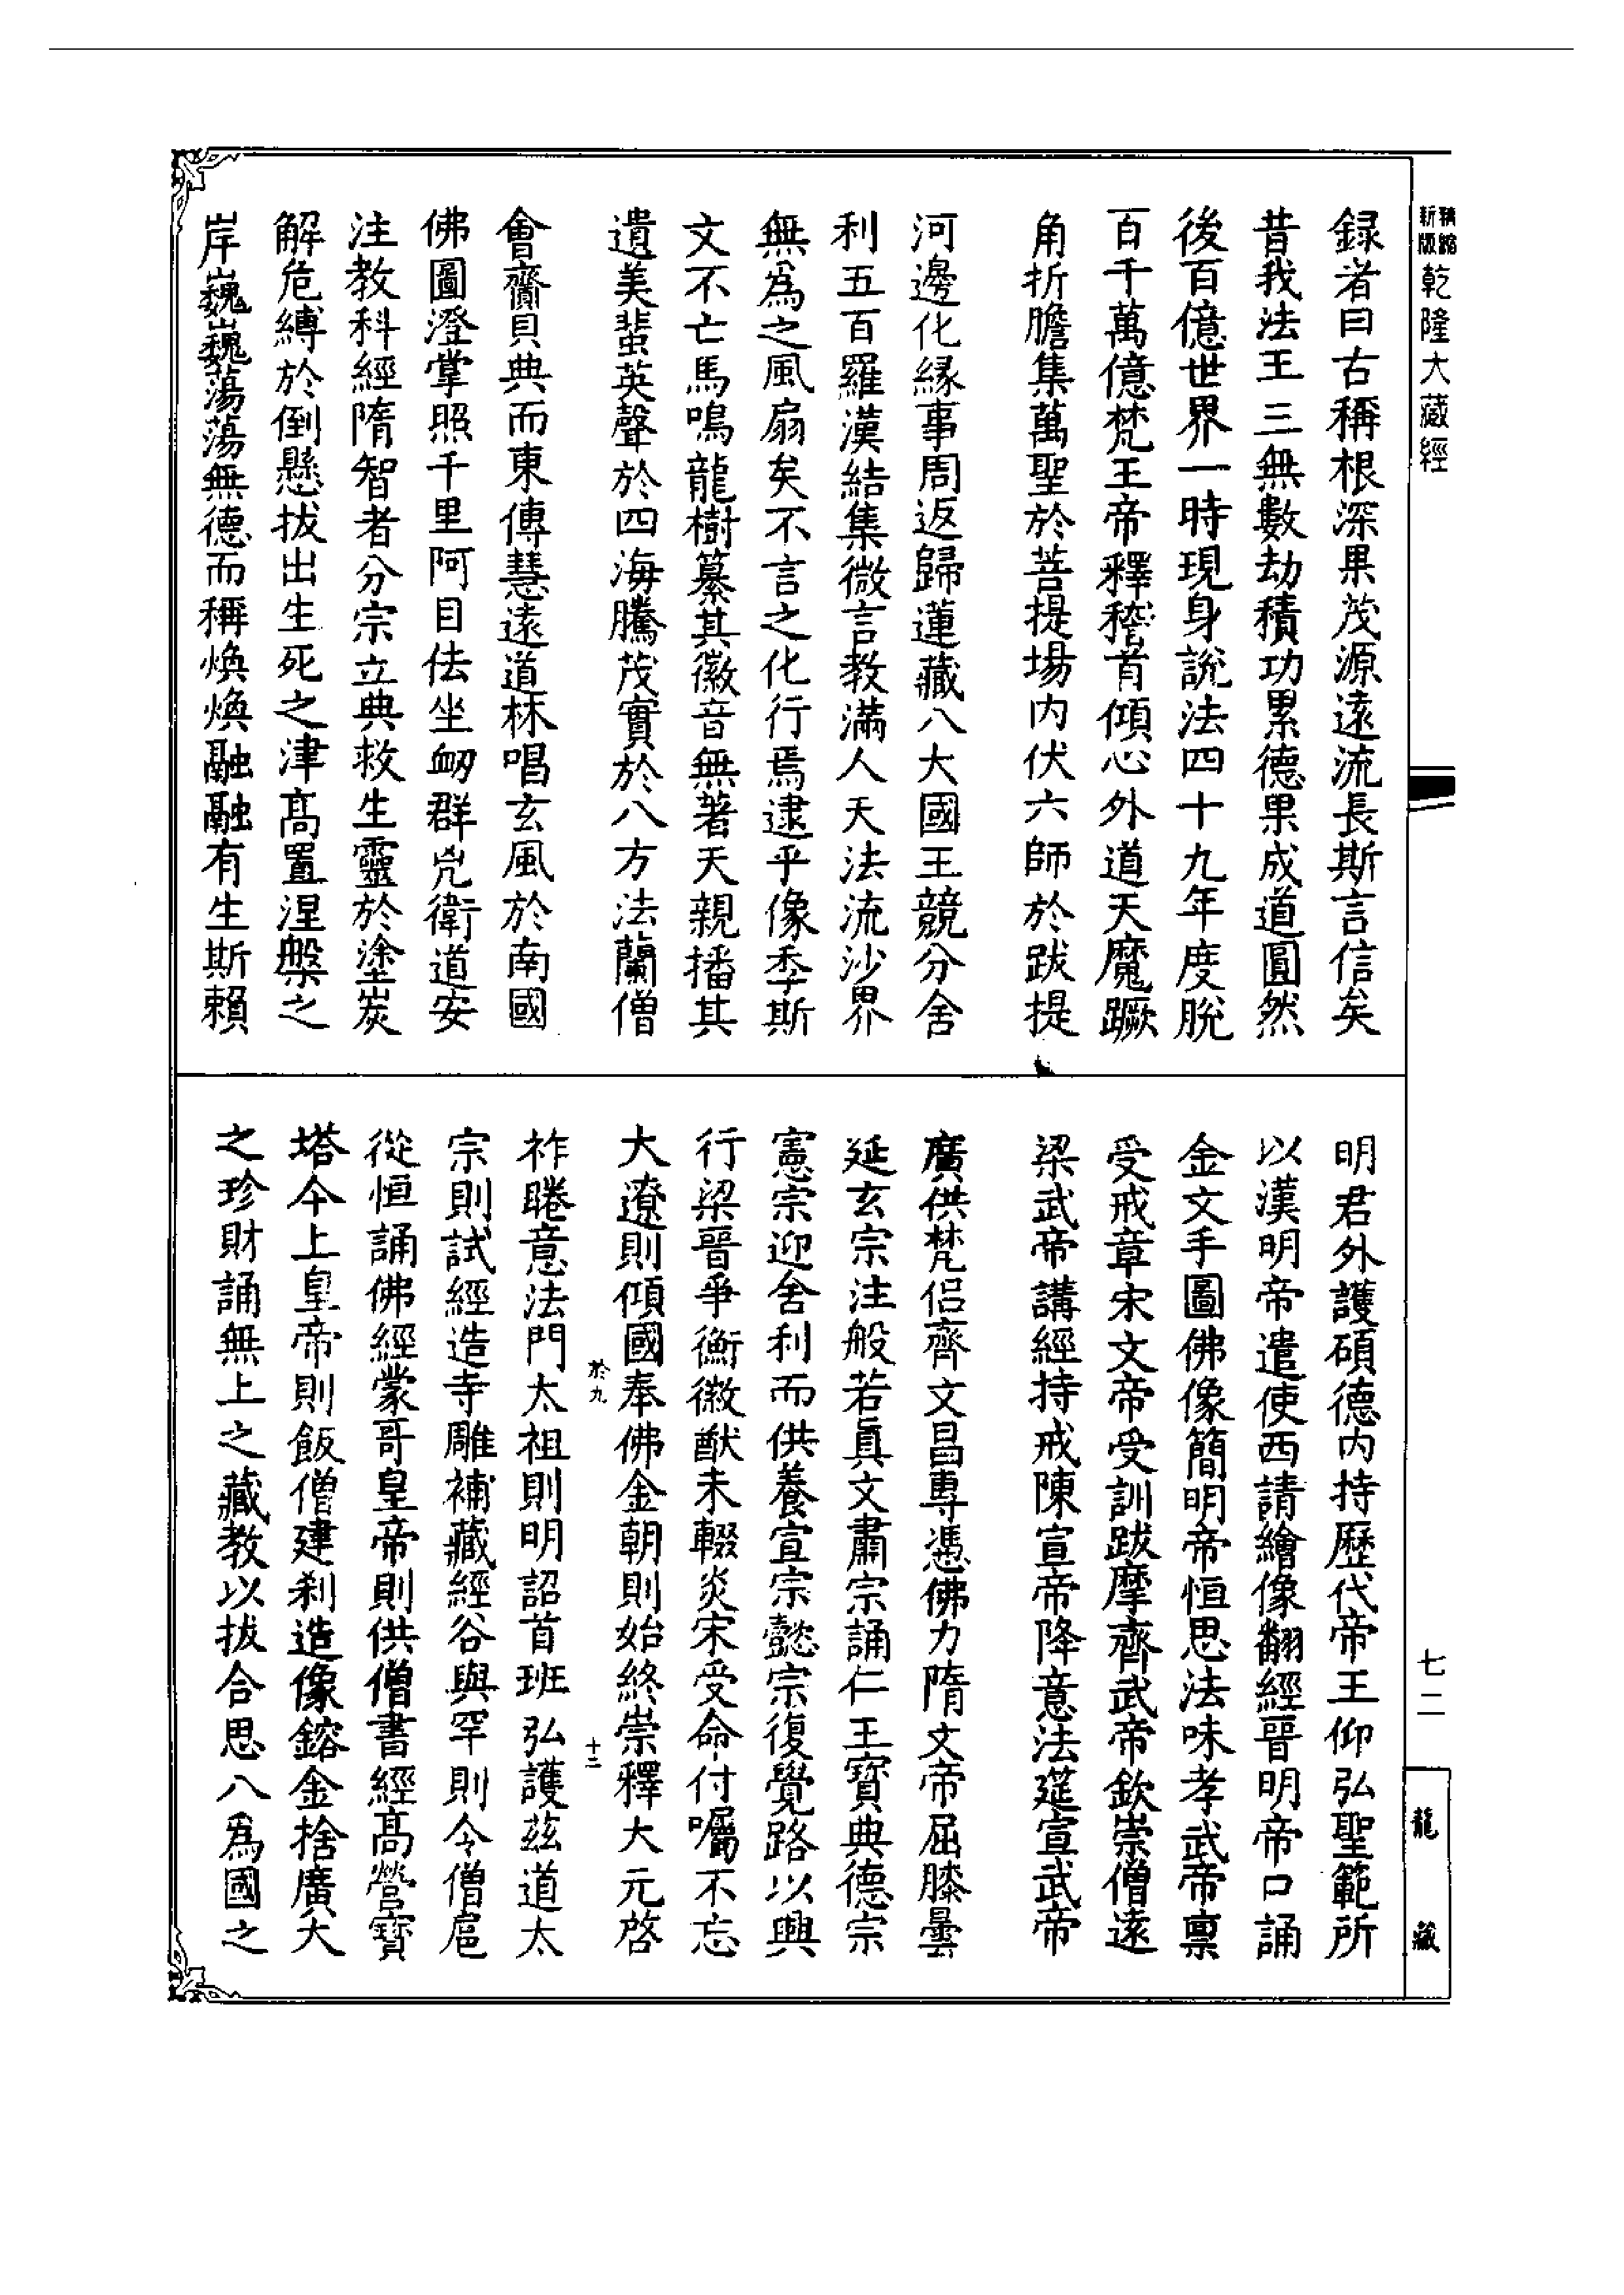 新版精縮乾隆大藏經
録者曰古稱根深果茂源遠流長斯言信矣
昔我法王三無數劫積功累德果成道圓然
後百億世界一時現身説法四十九年度脫
百千萬億梵王帝釋稽首傾心外道天魔蹶
角折膽集萬聖於菩提場内伏六師於跋提
河邊化緣事周返歸蓮藏八大國王競分舍
利五百羅漢結集微言教滿人天法流沙界
無為之風扇矣不言之化行焉逮乎像季斯
文不亡馬鳴龍樹纂其徽音無著天親播其
遺美蜚英聲於四海騰茂實於八方法蘭僧
會齎貝典而東傳慧遠道林唱玄風於南國
佛圖澄掌照千里阿目佉坐衂群兇衛道安
注教科經隋智者分宗立典救生靈於塗炭
解危縛於倒懸拔出生死之津髙置涅槃之
岸巍巍蕩蕩無德而稱煥煥融融有生斯賴
明君外護碩德内持歷代帝王仰弘聖範所
以漢明帝遣使西請繪像翻經晉明帝口誦
金文手圖佛像簡明帝恒思法味孝武帝稟
受戒章宋文帝受訓跋摩齊武帝欽崇僧遠
梁武帝講經持戒陳宣帝降意法筵宣武帝
廣供梵侶齊文昌專憑佛力隋文帝屈膝曇
延玄宗注般若真文肅宗誦仁王寶典德宗
憲宗迎舍利而供養宣宗懿宗復覺路以興
行梁晉爭衡徽猷未輟炎宋受命付囑不忘
大遼則傾國奉佛金朝則始終崇釋大元啓
於九
十二
祚睠意法門太祖則明詔首班弘護茲道太
宗則試經造寺雕補藏經谷與罕則令僧扈
從恒誦佛經蒙哥皇帝則供僧書經髙營寶
塔今上皇帝則飯僧建剎造像鎔金捨廣大
之珍財誦無上之藏教以拔合思八為國之
七二
龍藏